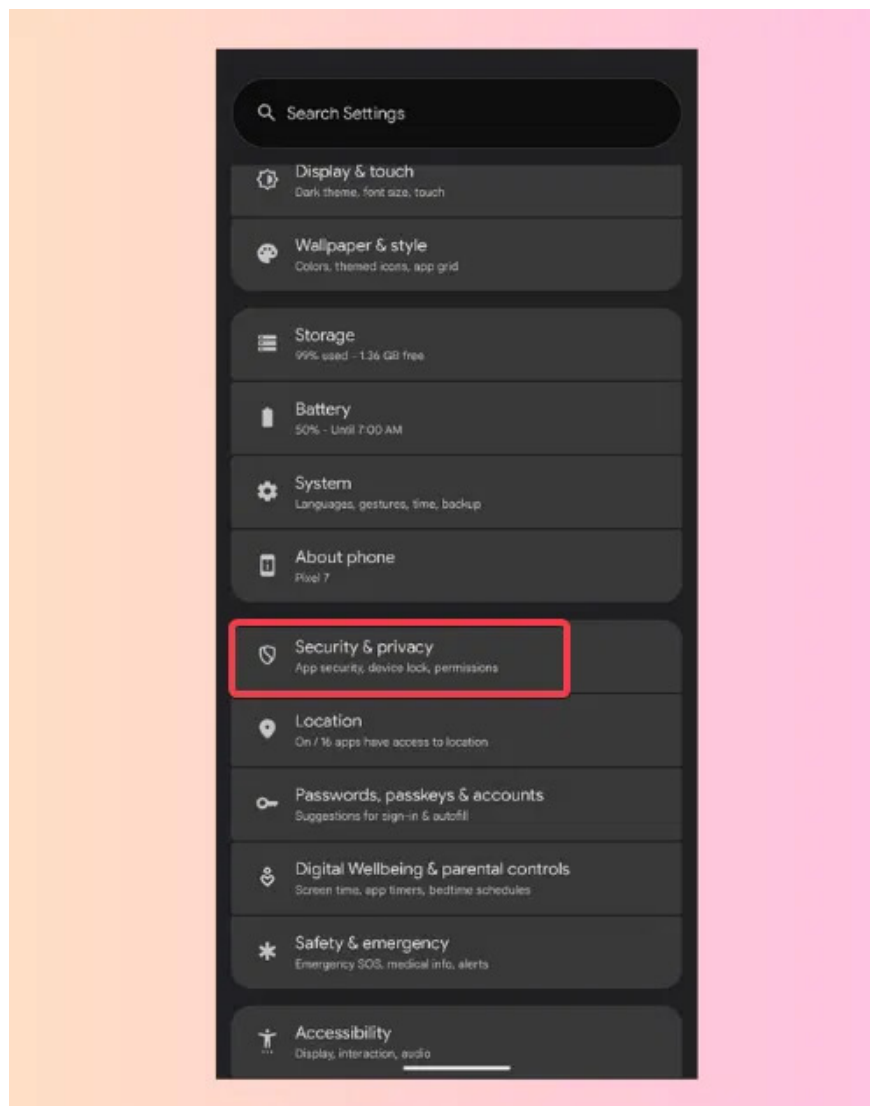 Search Settings
Display & touch
Dark theme, font size, touch
Wallpaper & style
Colors, themed icons, app grid
Storage
99% used - 1.36 GB free
Battery
50% - Until 7:00 AM
System
Languages, gestures, time, backup
About phone
Pixel 7
Security & privacy
App security, device lock, permissions
Location
On / 16 apps have access to location
Passwords, passkeys & accounts
Suggestions for sign-in & autofill
Digital Wellbeing & parental controls
Screen time, app timers, bedtime schedules
Safety & emergency
Emergency SOS, medical info, alerts
Accessibility
Display, interaction, audio